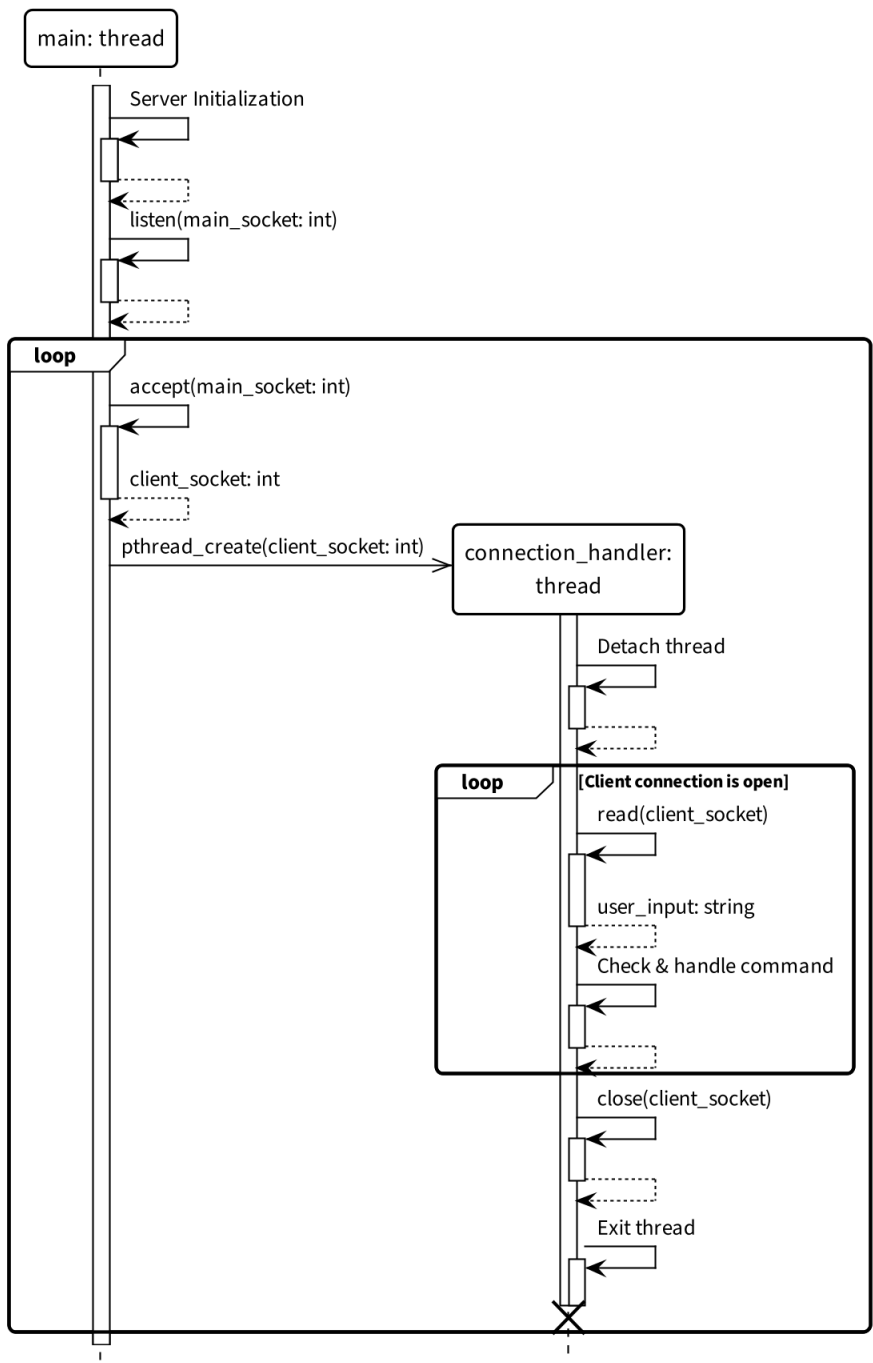 main: thread
Server Initialization
listen(main_socket: int)
loop
accept(main_socket: int)
client_socket: int
pthread_create(client_socket: int)
connection_handler:
thread
Detach thread
loop
[Client connection is open]
read(client_socket)
user_input: string
Check & handle command
close(client_socket)
Exit thread